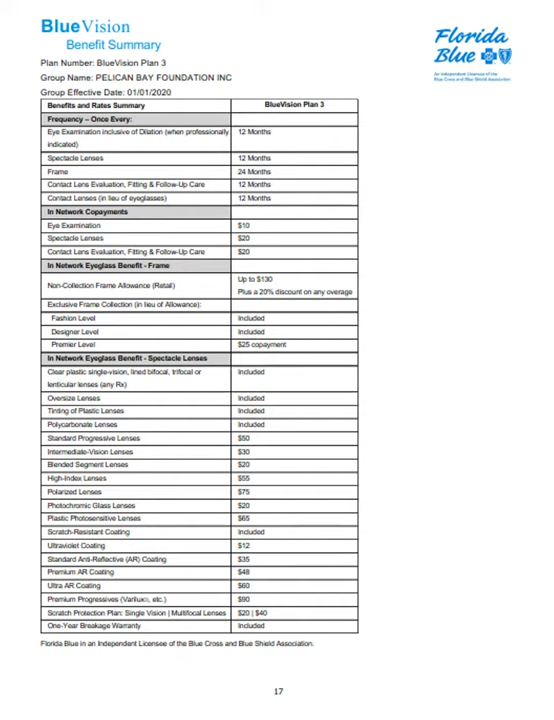 BlueVision
Benefit Summary
Florida
Blue
An Independent Licensee of the
Blue Cross and Blue Shield Association
Plan Number: BlueVision Plan 3
Group Name: PELICAN BAY FOUNDATION INC
Group Effective Date: 01/01/2020
Benefits and Rates Summary BlueVision Plan 3
Frequency – Once Every:
Eye Examination inclusive of Dilation (when professionally 12 Months
indicated)
Spectacle Lenses 12 Months
Frame 24 Months
Contact Lens Evaluation, Fitting & Follow-Up Care 12 Months
Contact Lenses (in lieu of eyeglasses) 12 Months
In Network Copayments
Eye Examination $10
Spectacle Lenses $20
Contact Lens Evaluation, Fitting & Follow-Up Care $20
In Network Eyeglass Benefit - Frame
Non-Collection Frame Allowance (Retail) Up to $130
Plus a 20% discount on any overage
Exclusive Frame Collection (in lieu of Allowance):
Fashion Level Included
Designer Level Included
Premier Level $25 copayment
In Network Eyeglass Benefit - Spectacle Lenses
Clear plastic single-vision, lined bifocal, trifocal or Included
lenticular lenses (any Rx)
Oversize Lenses Included
Tinting of Plastic Lenses Included
Polycarbonate Lenses Included
Standard Progressive Lenses $50
Intermediate-Vision Lenses $30
Blended Segment Lenses $20
High-Index Lenses $55
Polarized Lenses $75
Photochromic Glass Lenses $20
Plastic Photosensitive Lenses $65
Scratch-Resistant Coating Included
Ultraviolet Coating $12
Standard Anti-Reflective (AR) Coating $35
Premium AR Coating $48
Ultra AR Coating $60
Premium Progressives (Varilux®, etc.) $90
Scratch Protection Plan: Single Vision | Multifocal Lenses $20 | $40
One-Year Breakage Warranty Included
Florida Blue in an Independent Licensee of the Blue Cross and Blue Shield Association.
17